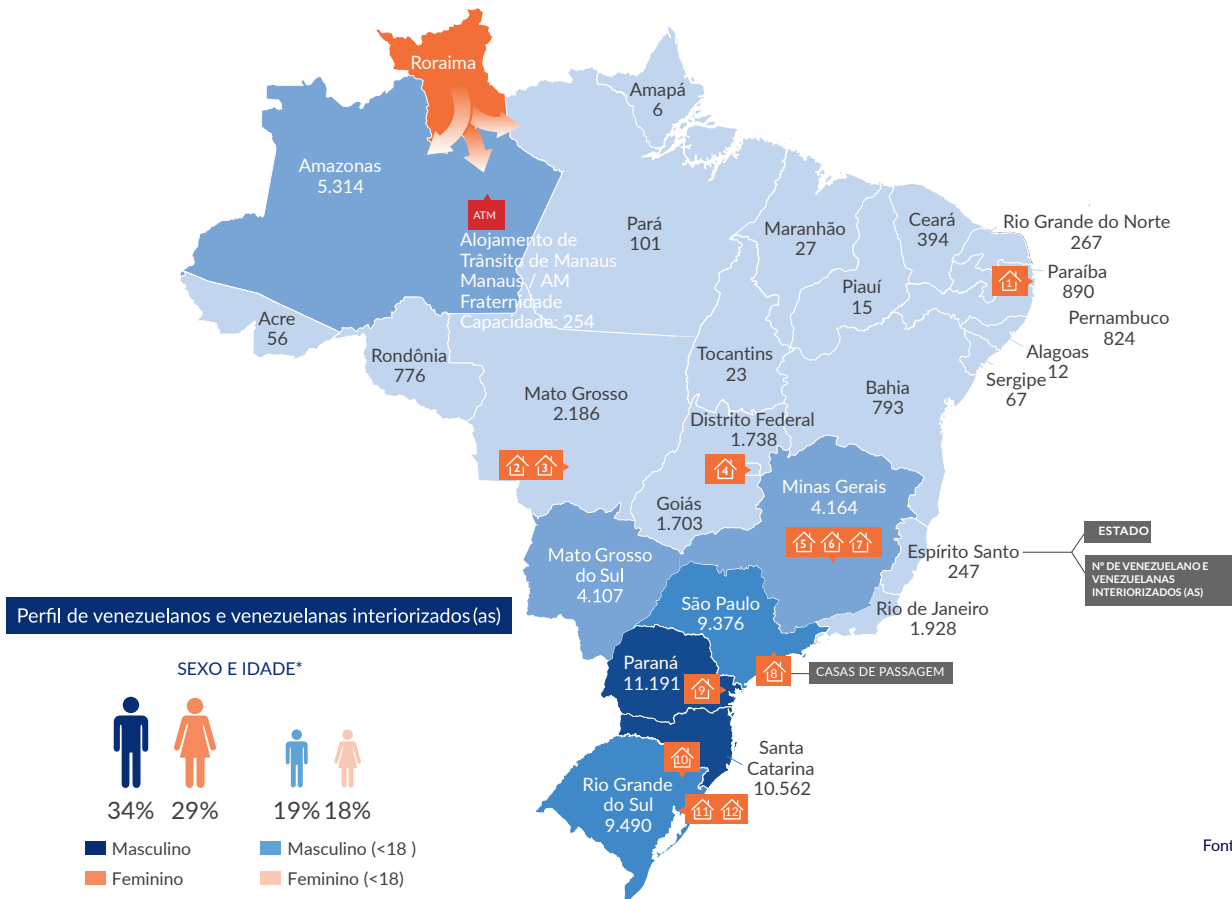 Roraima
Amapá
6
Amazonas
5.314
ATM
Alojamento de
Trânsito de Manaus
Manaus / AM
Fraternidade
Capacidade: 254
Pará
101
Maranhão
27
Ceará
394
Rio Grande do Norte
267
1
Paraíba
890
Piauí
15
Pernambuco
824
Alagoas
12
Sergipe
67
Acre
56
Rondônia
776
Tocantins
23
Bahia
793
Mato Grosso
2.186
2 3
Distrito Federal
1.738
4
Goiás
1.703
Minas Gerais
4.164
5 6 7
Espírito Santo
247
ESTADO
N° DE VENEZUELANO E
VENEZUELANAS
INTERIORIZADOS (AS)
Mato Grosso
do Sul
4.107
São Paulo
9.376
Rio de Janeiro
1.928
8
CASAS DE PASSAGEM
Paraná
11.191
9
Santa
Catarina
10.562
10
Rio Grande
do Sul
9.490
11 12
Perfil de venezuelanos e venezuelanas interiorizados (as)
SEXO E IDADE*
34% 29% 19% 18%
Masculino
Masculino (<18 )
Feminino
Feminino (<18)
Font